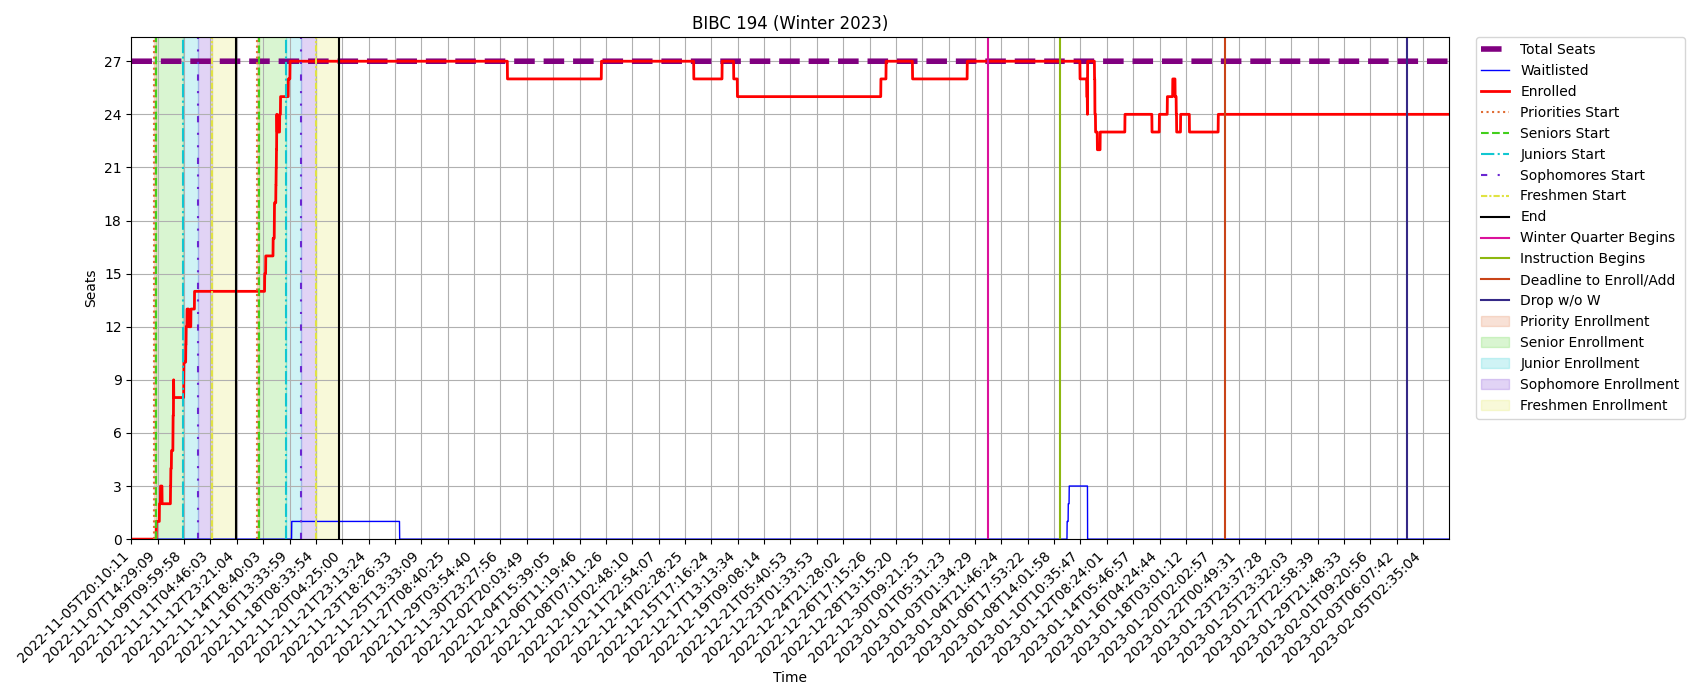 BIBC 194 (Winter 2023)
Seats
27
24
21
18
15
12
9
6
3
0
2022-11-05T20:10:11
2022-11-07T14:29:09
2022-11-09T09:59:58
2022-11-11T04:46:03
2022-11-12T23:21:04
2022-11-14T18:40:03
2022-11-16T13:33:59
2022-11-18T08:33:54
2022-11-20T04:25:00
2022-11-21T23:13:24
2022-11-23T18:26:33
2022-11-25T13:33:09
2022-11-27T08:40:25
2022-11-29T03:54:40
2022-11-30T23:27:56
2022-12-02T20:03:49
2022-12-04T15:39:05
2022-12-06T11:19:46
2022-12-08T07:11:26
2022-12-10T02:48:10
2022-12-11T22:54:07
2022-12-14T02:28:25
2022-12-15T17:16:24
2022-12-17T13:13:34
2022-12-19T09:08:14
2022-12-21T05:40:53
2022-12-23T01:33:53
2022-12-24T21:28:02
2022-12-26T17:15:26
2022-12-28T13:15:20
2022-12-30T09:21:25
2023-01-01T05:31:23
2023-01-03T01:34:29
2023-01-04T21:46:24
2023-01-06T17:53:22
2023-01-08T14:01:58
2023-01-10T10:35:47
2023-01-12T08:24:01
2023-01-14T05:46:57
2023-01-16T04:24:44
2023-01-18T03:01:12
2023-01-20T02:02:57
2023-01-22T00:49:31
2023-01-23T23:37:28
2023-01-25T22:32:03
2023-01-27T22:58:39
2023-01-29T21:48:33
2023-02-01T09:20:56
2023-02-03T06:07:42
2023-02-05T02:35:04
Time
Total Seats
Waitlisted
Enrolled
Priorities Start
Seniors Start
Juniors Start
Sophomores Start
Freshmen Start
End
Winter Quarter Begins
Instruction Begins
Deadline to Enroll/Add
Drop w/o W
Priority Enrollment
Senior Enrollment
Junior Enrollment
Sophomore Enrollment
Freshmen Enrollment